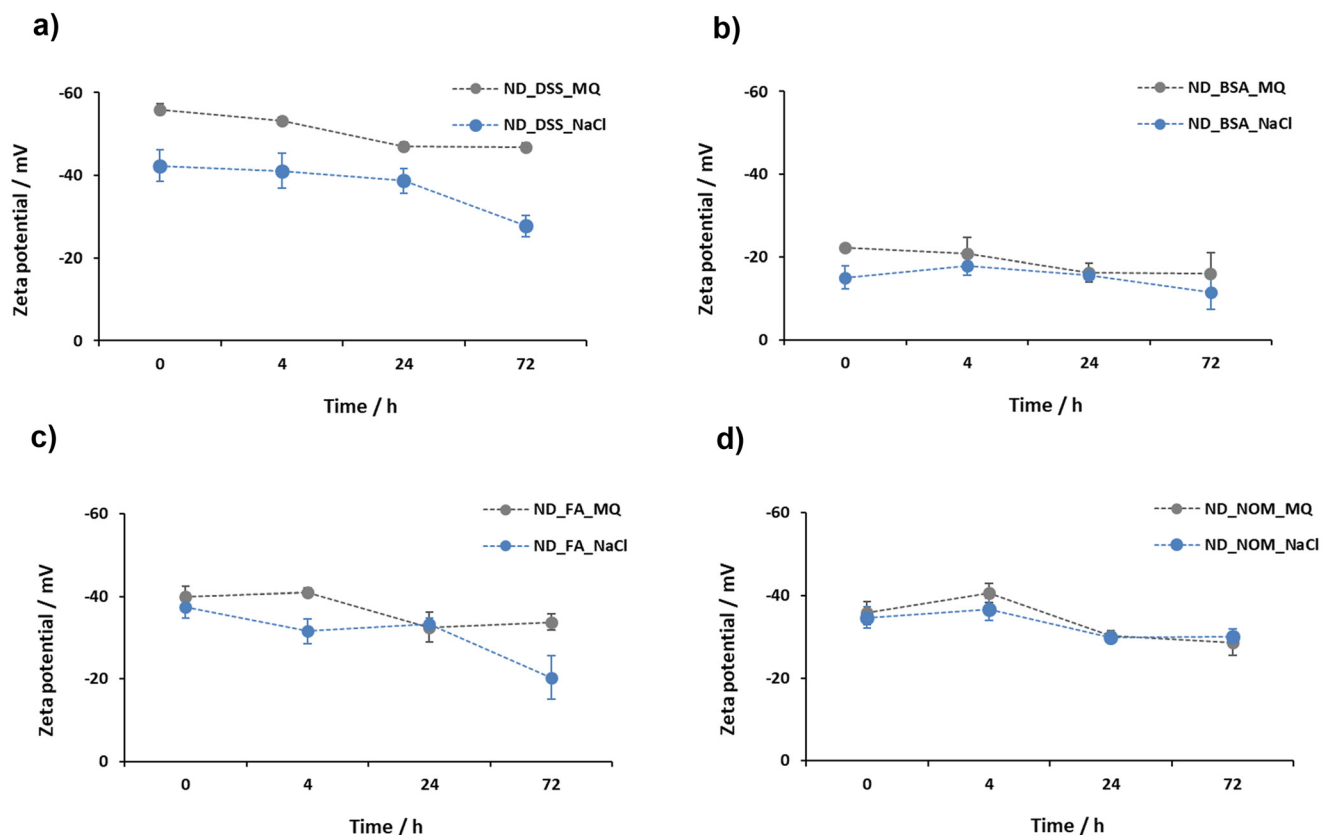 a)
ND_DSS_MQ
ND_DSS_NaCl
Zeta potential / mV
-60
-40
-20
0
0 4 24 72
Time / h
b)
ND_BSA_MQ
ND_BSA_NaCl
Zeta potential / mV
-60
-40
-20
0
0 4 24 72
Time / h
c)
ND_FA_MQ
ND_FA_NaCl
Zeta potential / mV
-60
-40
-20
0
0 4 24 72
Time / h
d)
ND_NOM_MQ
ND_NOM_NaCl
Zeta potential / mV
-60
-40
-20
0
0 4 24 72
Time / h